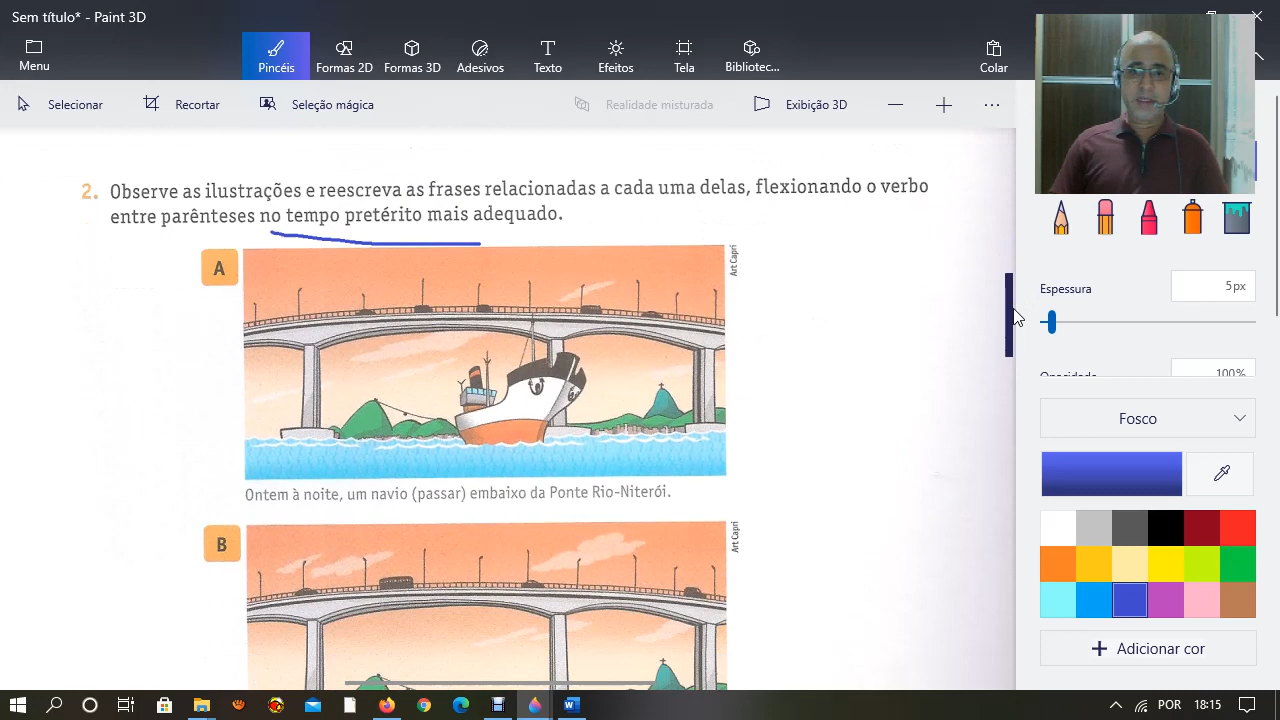 Sem título* - Paint 3D
Menu
Pincéis
Formas 2D
Formas 3D
Adesivos
Texto
Efeitos
Tela
Bibliotec...
Colar
Selecionar
Recortar
Seleção mágica
Realidade misturada
Exibição 3D
2. Observe as ilustrações e reescreva as frases relacionadas a cada uma delas, flexionando o verbo
entre parênteses no tempo pretérito mais adequado.
A
Art Capri
Ontem à noite, um navio (passar) embaixo da Ponte Rio-Niterói.
B
Art Capri
Espessura
5px
Opacidade
100%
Fosco
Adicionar cor
POR
18:15